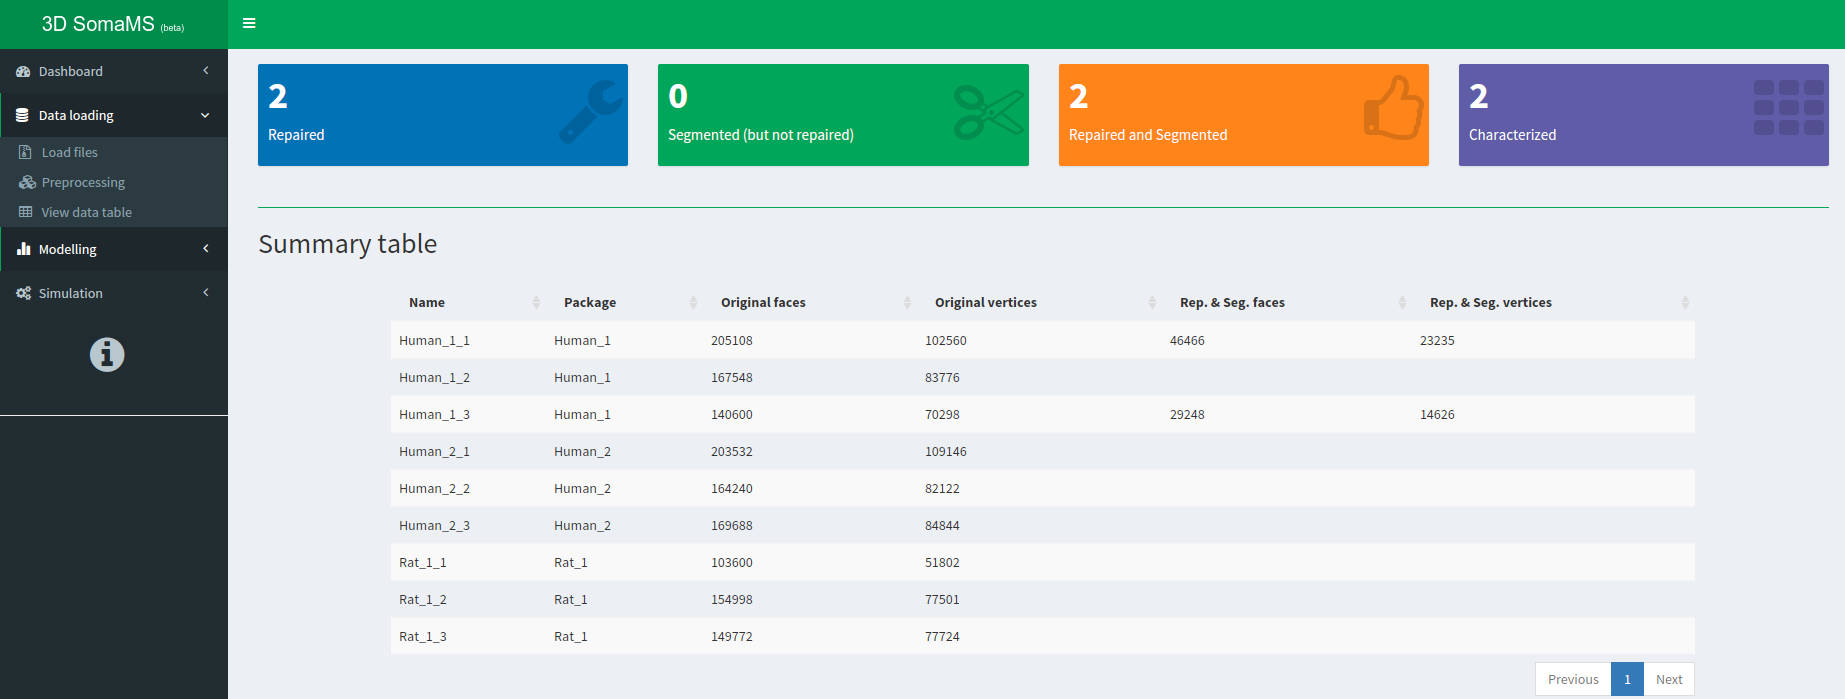 3D SomaMS (beta)
Dashboard
Data loading
Load files
Preprocessing
View data table
Modelling
Simulation
2
Repaired
0
Segmented (but not repaired)
2
Repaired and Segmented
2
Characterized
Summary table
Name Package Original faces Original vertices Rep. & Seg. faces Rep. & Seg. vertices
Human_1_1 Human_1 205108 102560 46466 23235
Human_1_2 Human_1 167548 83776
Human_1_3 Human_1 140600 70298 29248 14626
Human_2_1 Human_2 203532 109146
Human_2_2 Human_2 164240 82122
Human_2_3 Human_2 169688 84844
Rat_1_1 Rat_1 103600 51802
Rat_1_2 Rat_1 154998 77501
Rat_1_3 Rat_1 149772 77724
Previous 1 Next